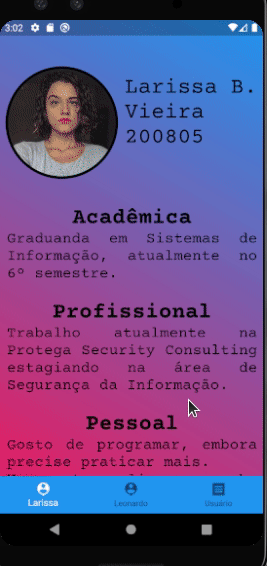 3:02
Larissa B.
Vieira
200805
Acadêmica
Graduanda em Sistemas de
Informação, atualmente no
6º semestre.
Profissional
Trabalho atualmente na
Protega Security Consulting
estagiando na área de
Segurança da Informação.
Pessoal
Gosto de programar, embora
precise praticar mais.
Larissa
Leonardo
Usuário